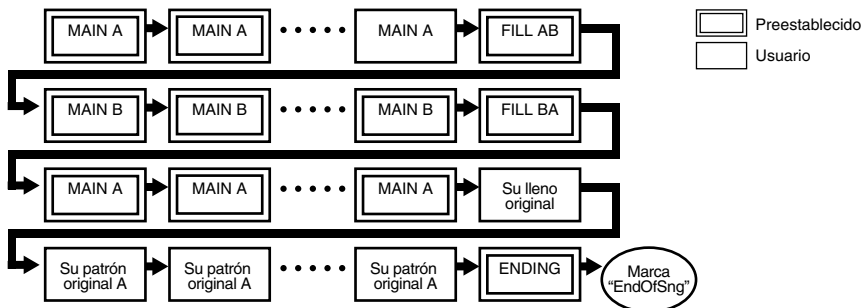 MAIN A MAIN A MAIN A FILL AB
Preestablecido
Usuario
MAIN B MAIN B MAIN B FILL BA
MAIN A MAIN A MAIN A Su lleno
original
Su patrón
original A
Su patrón
original A
Su patrón
original A
ENDING
Marca
“EndOfSng”